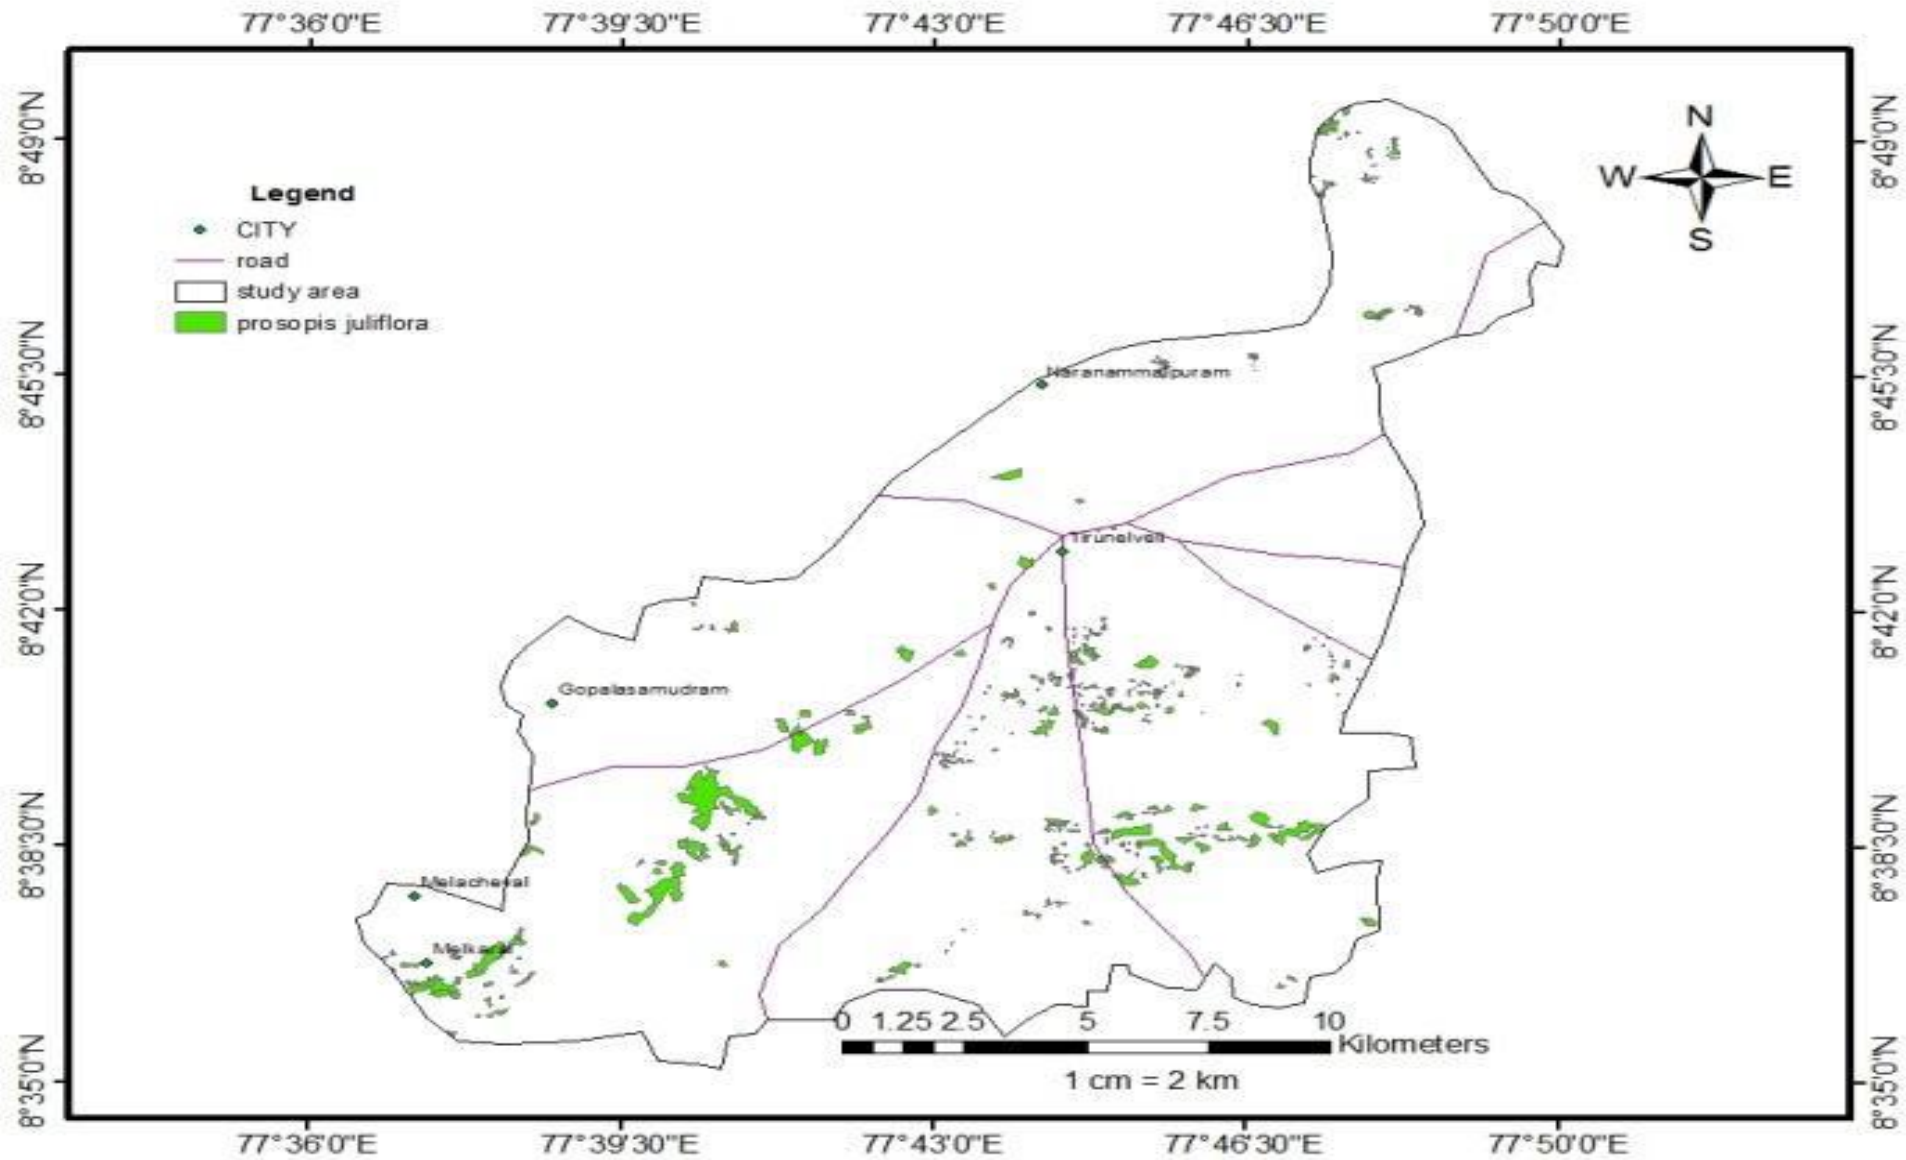 77°36'0"E 77°39'30"E 77°43'0"E 77°46'30"E 77°50'0"E
8°49'0"N
8°45'30"N
8°42'0"N
8°38'30"N
8°35'0"N
N
W E
S
Legend
CITY
road
study area
prosopis juliflora
Naranammalpuram
Tirunelveli
Gopalasamudram
Melacheval
0 1.25 2.5 5 7.5 10
Kilometers
1 cm = 2 km
8°49'0"N
8°45'30"N
8°42'0"N
8°38'30"N
8°35'0"N
77°36'0"E 77°39'30"E 77°43'0"E 77°46'30"E 77°50'0"E